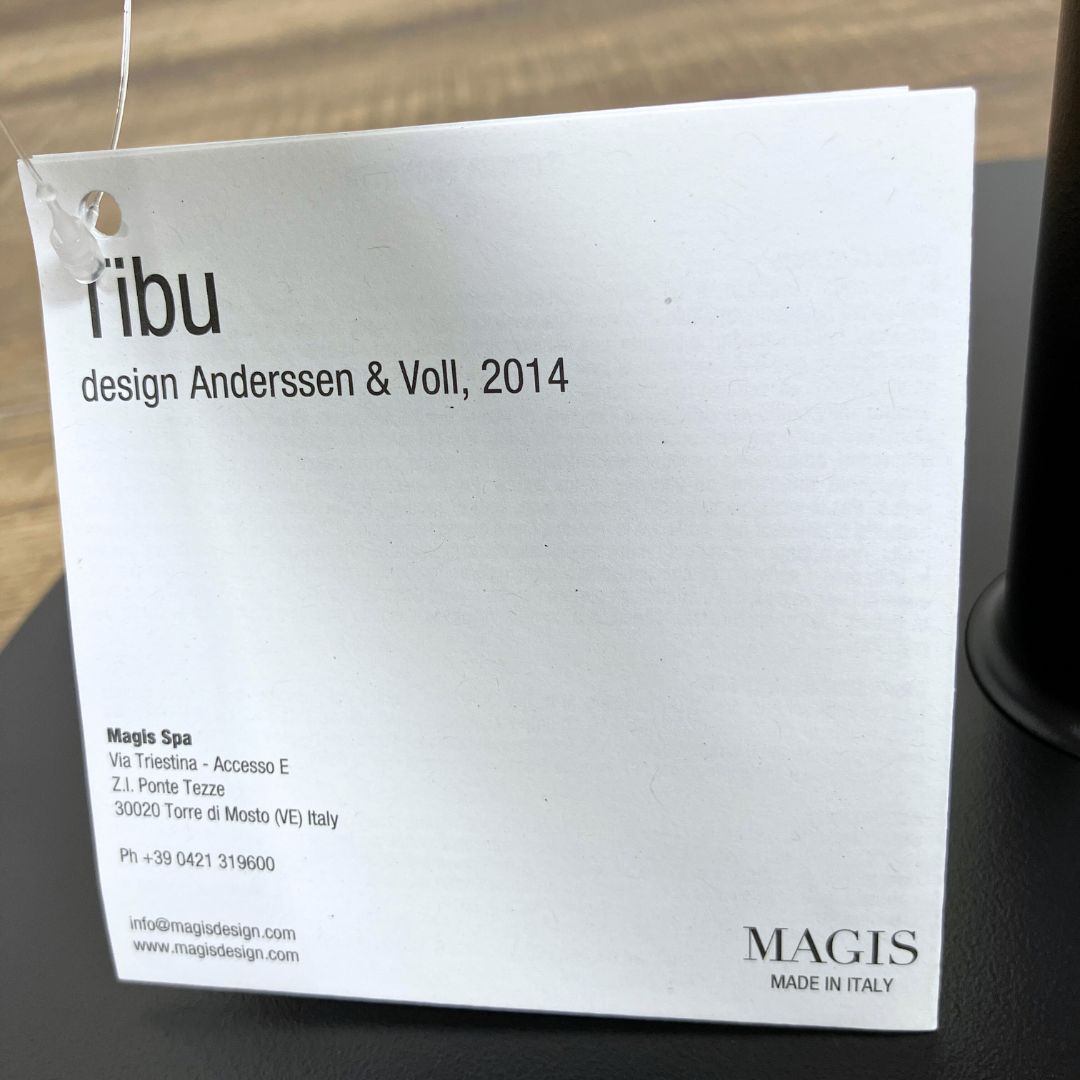 Tibu
design Anderssen & Voll, 2014
Magis Spa
Via Triestina - Accesso E
Z.I. Ponte Tezze
30020 Torre di Mosto (VE) Italy
Ph +39 0421 319600
info@magisdesign.com
www.magisdesign.com
MAGIS
MADE IN ITALY